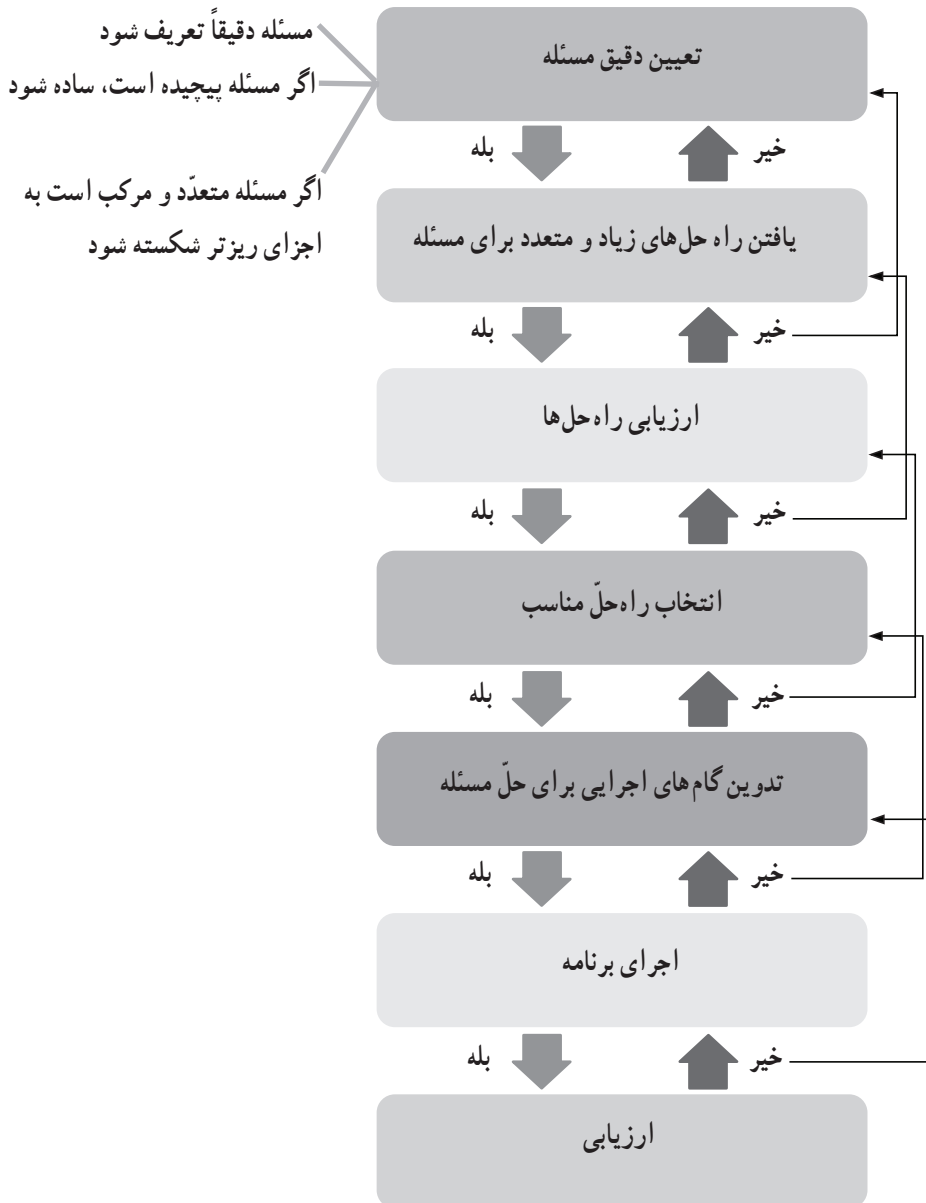 تعیین دقیق مسئله
مسئله دقیقاً تعریف شود
اگر مسئله پیچیده است، ساده شود
اگر مسئله متعدّد و مرکب است به
اجزای ریزتر شکسته شود
خیر
بله
یافتن راه حل‌های زیاد و متعدد برای مسئله
خیر
بله
ارزیابی راه‌حل‌ها
خیر
بله
انتخاب راه‌حلّ مناسب
خیر
بله
تدوین گام‌های اجرایی برای حلّ مسئله
خیر
بله
اجرای برنامه
خیر
بله
ارزیابی